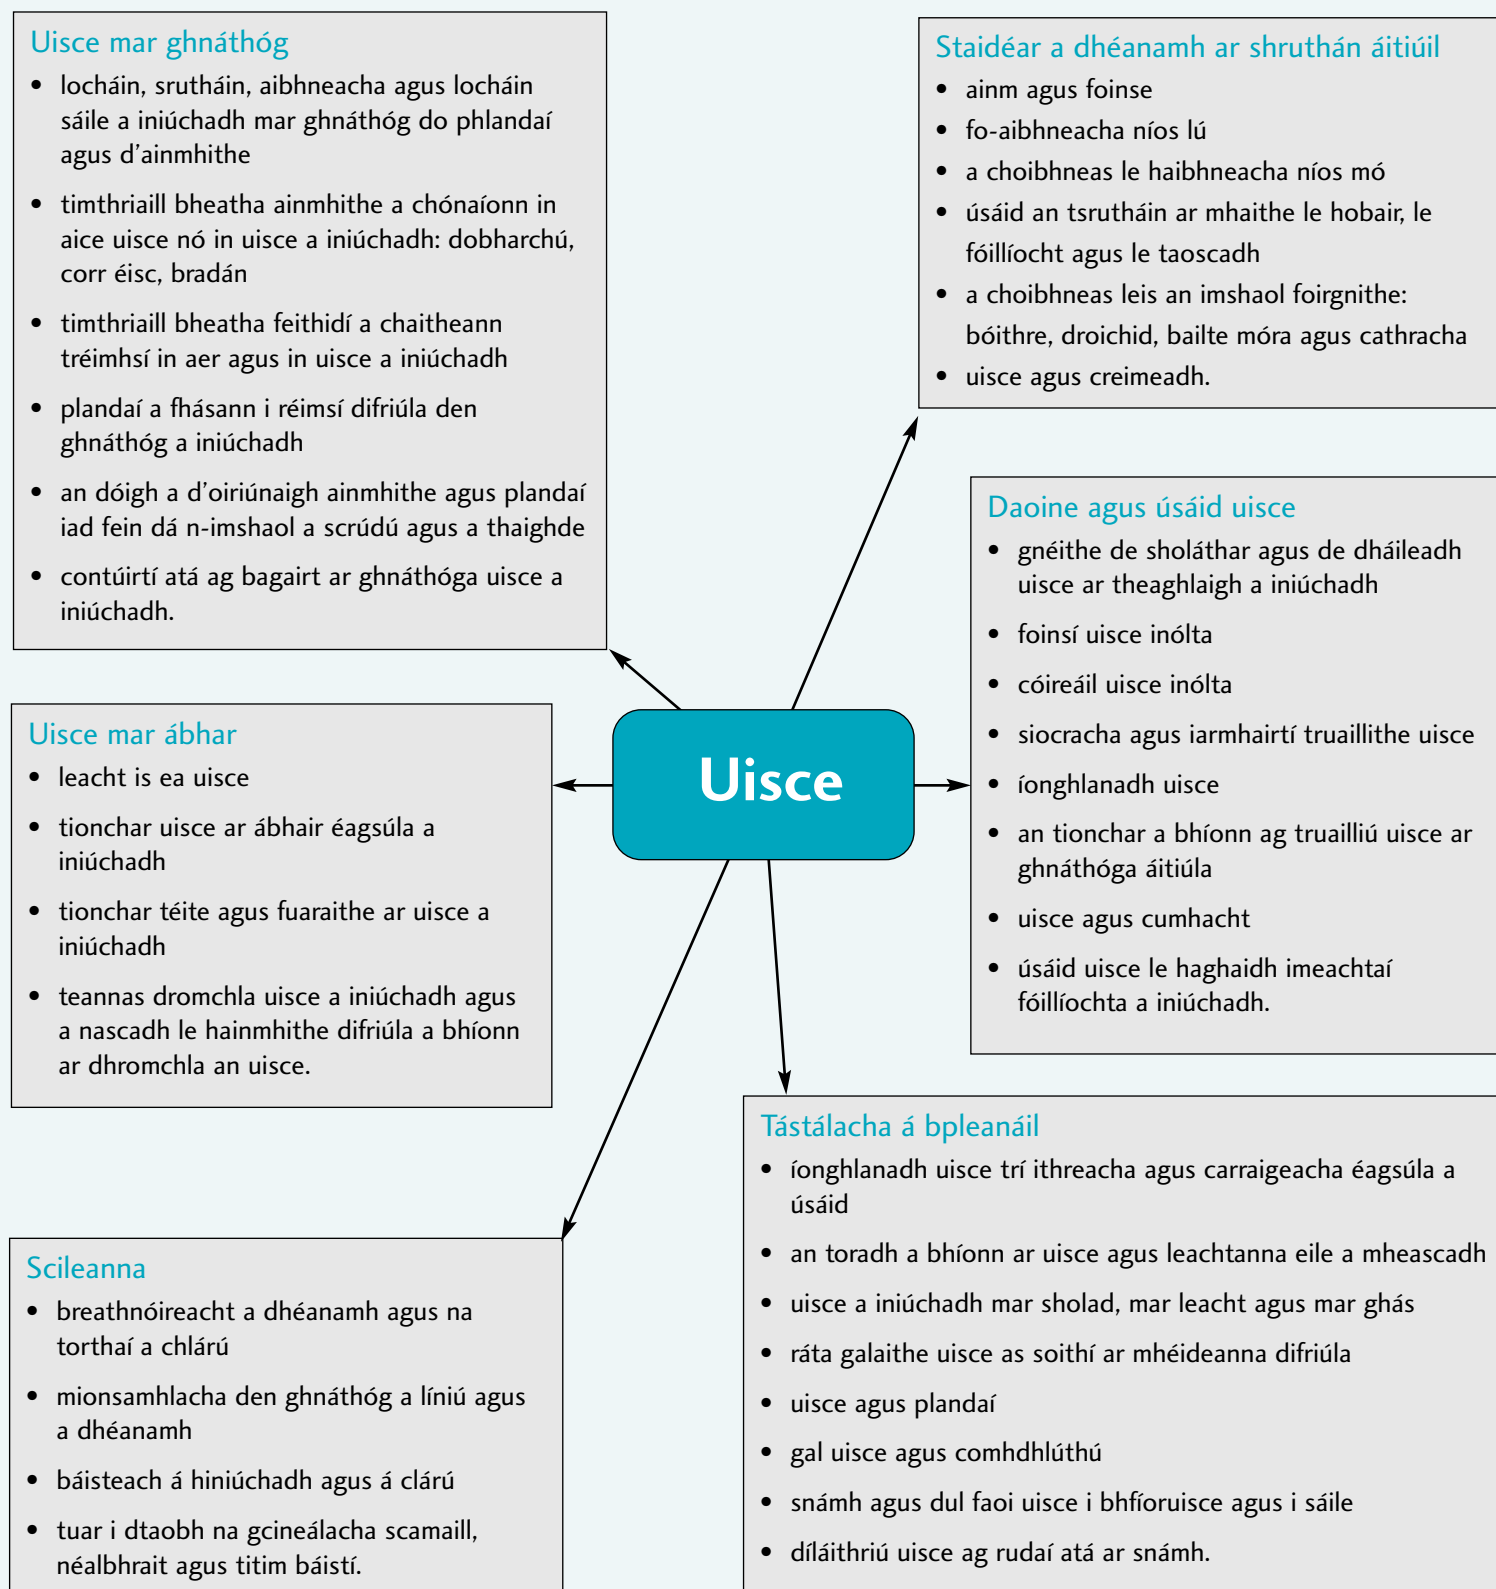 Uisce mar ghnáthóg
• locháin, srutháin, aibhneacha agus locháin
sáile a iniúchadh mar ghnáthóg do phlandaí
agus d'ainmhithe
• timthriaill bheatha ainmhithe a chónaíonn in
aice uisce nó in uisce a iniúchadh: dobharchú,
corr éisc, bradán
• timthriaill bheatha feithidí a chaitheann
tréimhsí in aer agus in uisce a iniúchadh
• plandaí a fhásann i réimsí difriúla den
ghnáthóg a iniúchadh
• an dóigh a d'oiriúnaigh ainmhithe agus plandaí
iad fein dá n-imshaol a scrúdú agus a thaighde
• contúirtí atá ag bagairt ar ghnáthóga uisce a
iniúchadh.
Staidéar a dhéanamh ar shruthán áitiúil
• ainm agus foinse
• fo-aibhneacha níos lú
• a choibhneas le haibhneacha níos mó
• úsáid an tsrutháin ar mhaithe le hobair, le
fóillíocht agus le taoscadh
• a choibhneas leis an imshaol foirgnithe:
bóithre, droichid, bailte móra agus cathracha
• uisce agus creimeadh.
Uisce mar ábhar
• leacht is ea uisce
• tionchar uisce ar ábhair éagsúla a
iniúchadh
• tionchar téite agus fuaraithe ar uisce a
iniúchadh
• teannas dromchla uisce a iniúchadh agus
a nascadh le hainmhithe difriúla a bhíonn
ar dhromchla an uisce.
Uisce
Daoine agus úsáid uisce
• gnéithe de sholáthar agus de dháileadh
uisce ar theaghlaigh a iniúchadh
• foinsí uisce inólta
• cóireáil uisce inólta
• siocracha agus iarmhairtí truaillithe uisce
• íonghlanadh uisce
• an tionchar a bhíonn ag truailliú uisce ar
ghnáthóga áitiúla
• uisce agus cumhacht
• úsáid uisce le haghaidh imeachtaí
fóillíochta a iniúchadh.
Scileanna
• breathnóireacht a dhéanamh agus na
torthaí a chlárú
• mionsamhlacha den ghnáthóg a líniú agus
a dhéanamh
• báisteach á hiniúchadh agus á clárú
• tuar i dtaobh na gcineálacha scamaill,
néalbhrait agus titim báistí.
Tástálacha á bpleanáil
• íonghlanadh uisce trí ithreacha agus carraigeacha éagsúla a
úsáid
• an toradh a bhíonn ar uisce agus leachtanna eile a mheascadh
• uisce a iniúchadh mar sholad, mar leacht agus mar ghás
• ráta galaithe uisce as soithí ar mhéideanna difriúla
• uisce agus plandaí
• gal uisce agus comhdhlúthú
• snámh agus dul faoi uisce i bhfíoruisce agus i sáile
• díláithriú uisce ag rudaí atá ar snámh.